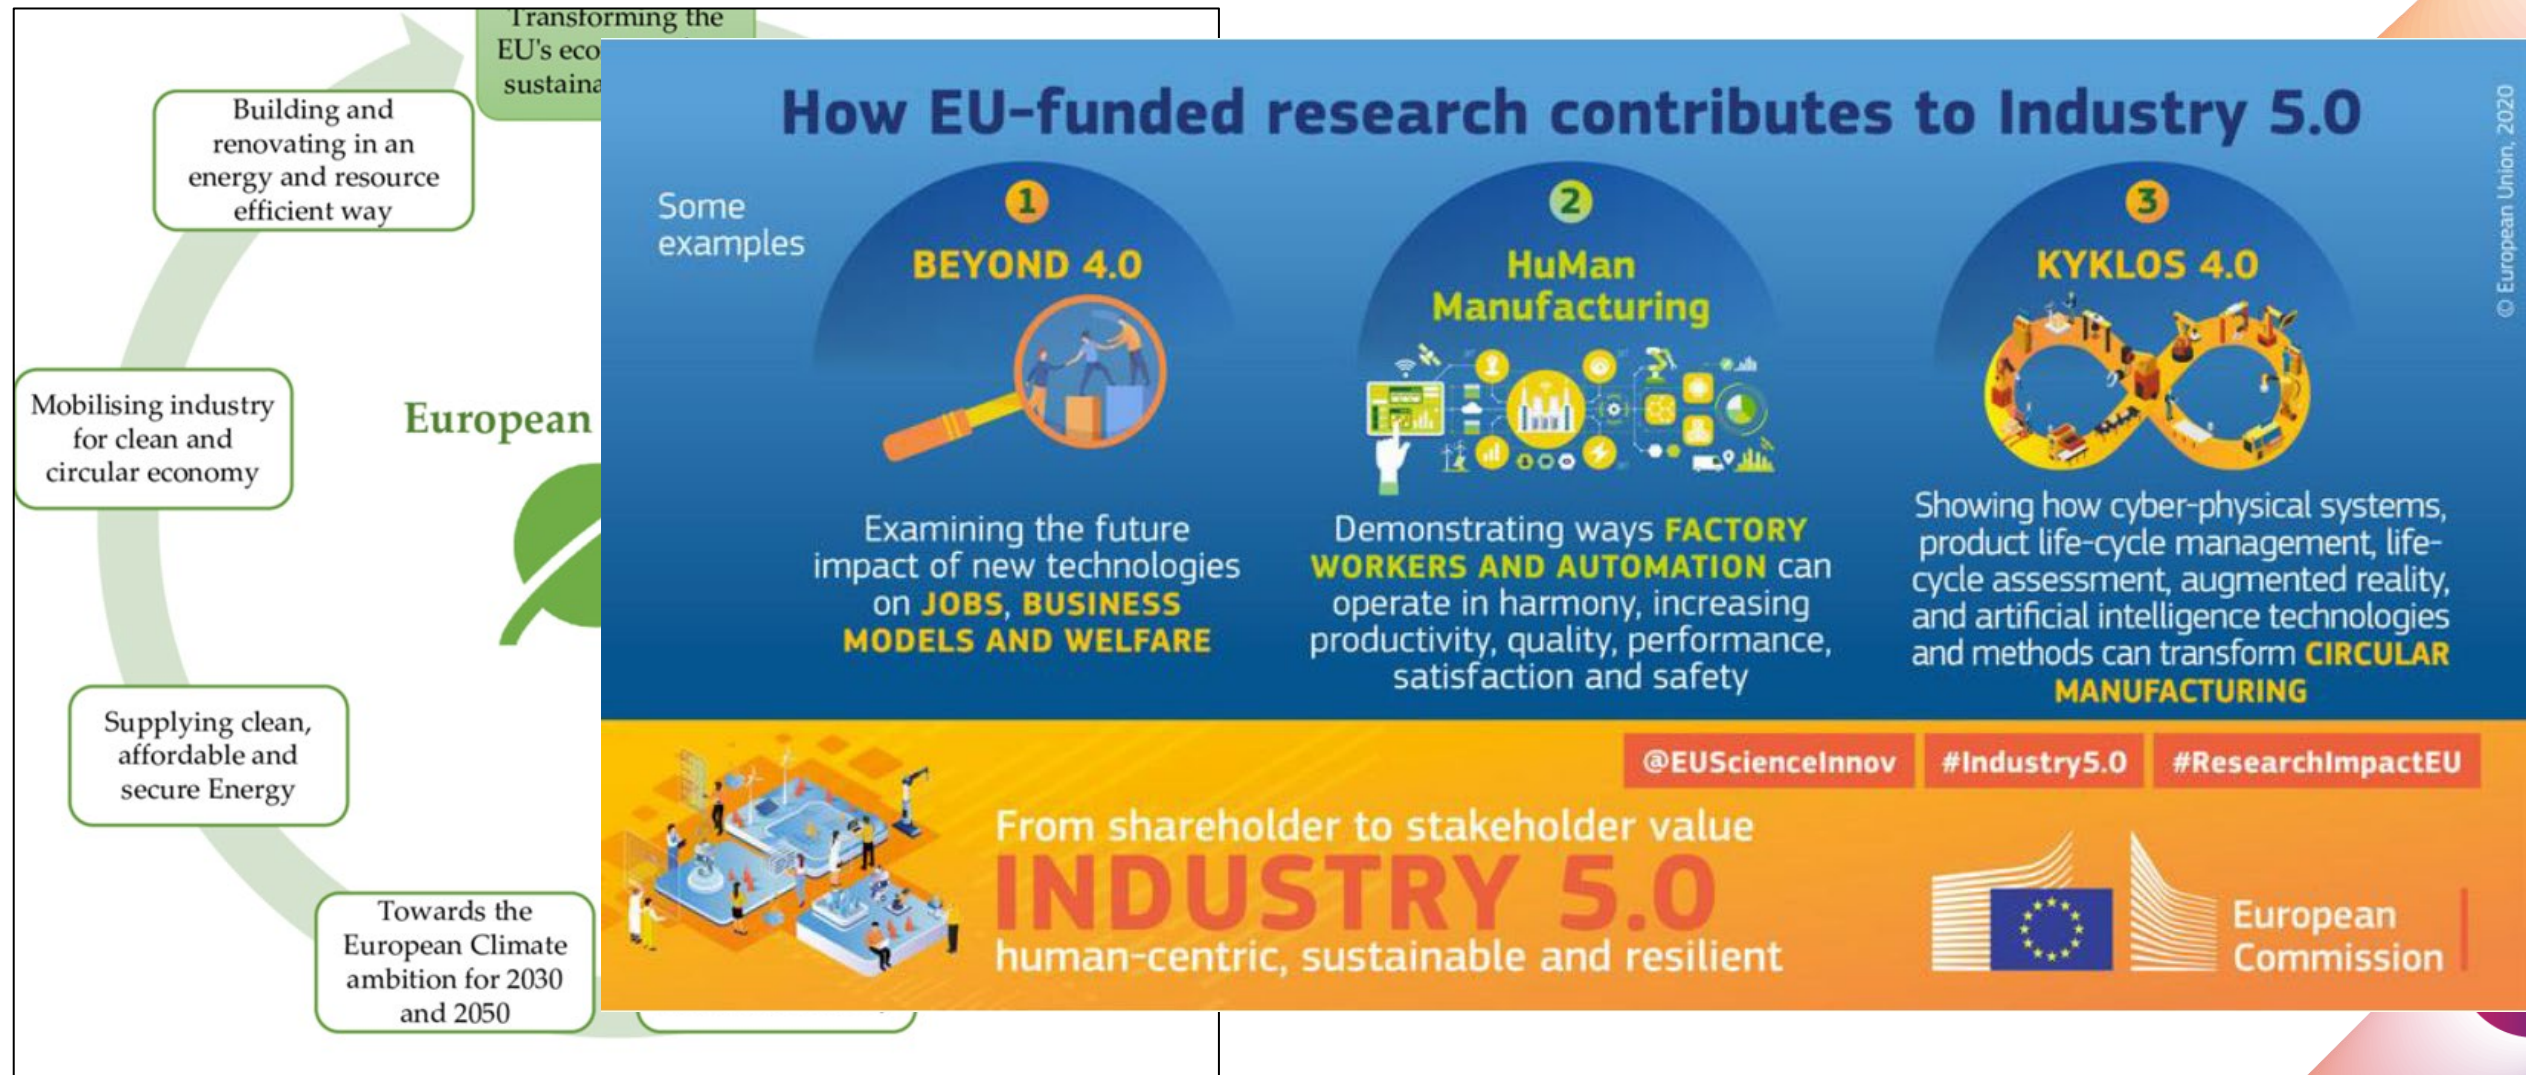 Transforming the
EU's eco
sustaina
Building and
renovating in an
energy and resource
efficient way
Mobilising industry
for clean and
circular economy
European
Supplying clean,
affordable and
secure Energy
Towards the
European Climate
ambition for 2030
and 2050
How EU-funded research contributes to Industry 5.0
Some
examples
1
BEYOND 4.0
Examining the future
impact of new technologies
on JOBS, BUSINESS
MODELS AND WELFARE
2
HuMan
Manufacturing
Demonstrating ways FACTORY
WORKERS AND AUTOMATION can
operate in harmony, increasing
productivity, quality, performance,
satisfaction and safety
3
KYKLOS 4.0
Showing how cyber-physical systems,
product life-cycle management, life-
cycle assessment, augmented reality,
and artificial intelligence technologies
and methods can transform CIRCULAR
MANUFACTURING
© European Union, 2020
@EUScienceInnov
#Industry5.0
#ResearchImpactEU
From shareholder to stakeholder value
INDUSTRY 5.0
human-centric, sustainable and resilient
European
Commission